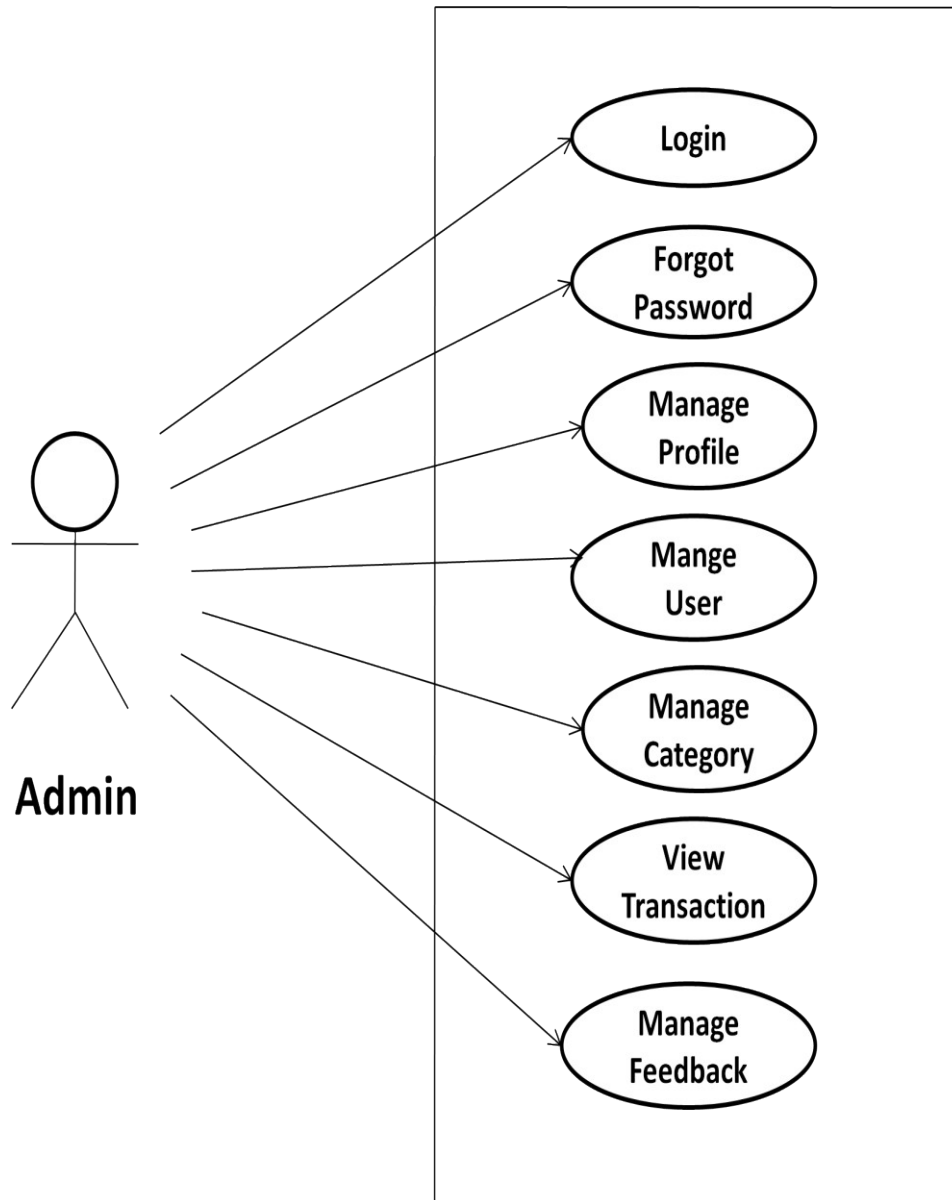 Login
Forgot
Password
Manage
Profile
Mange
User
Manage
Category
Admin
View
Transaction
Manage
Feedback